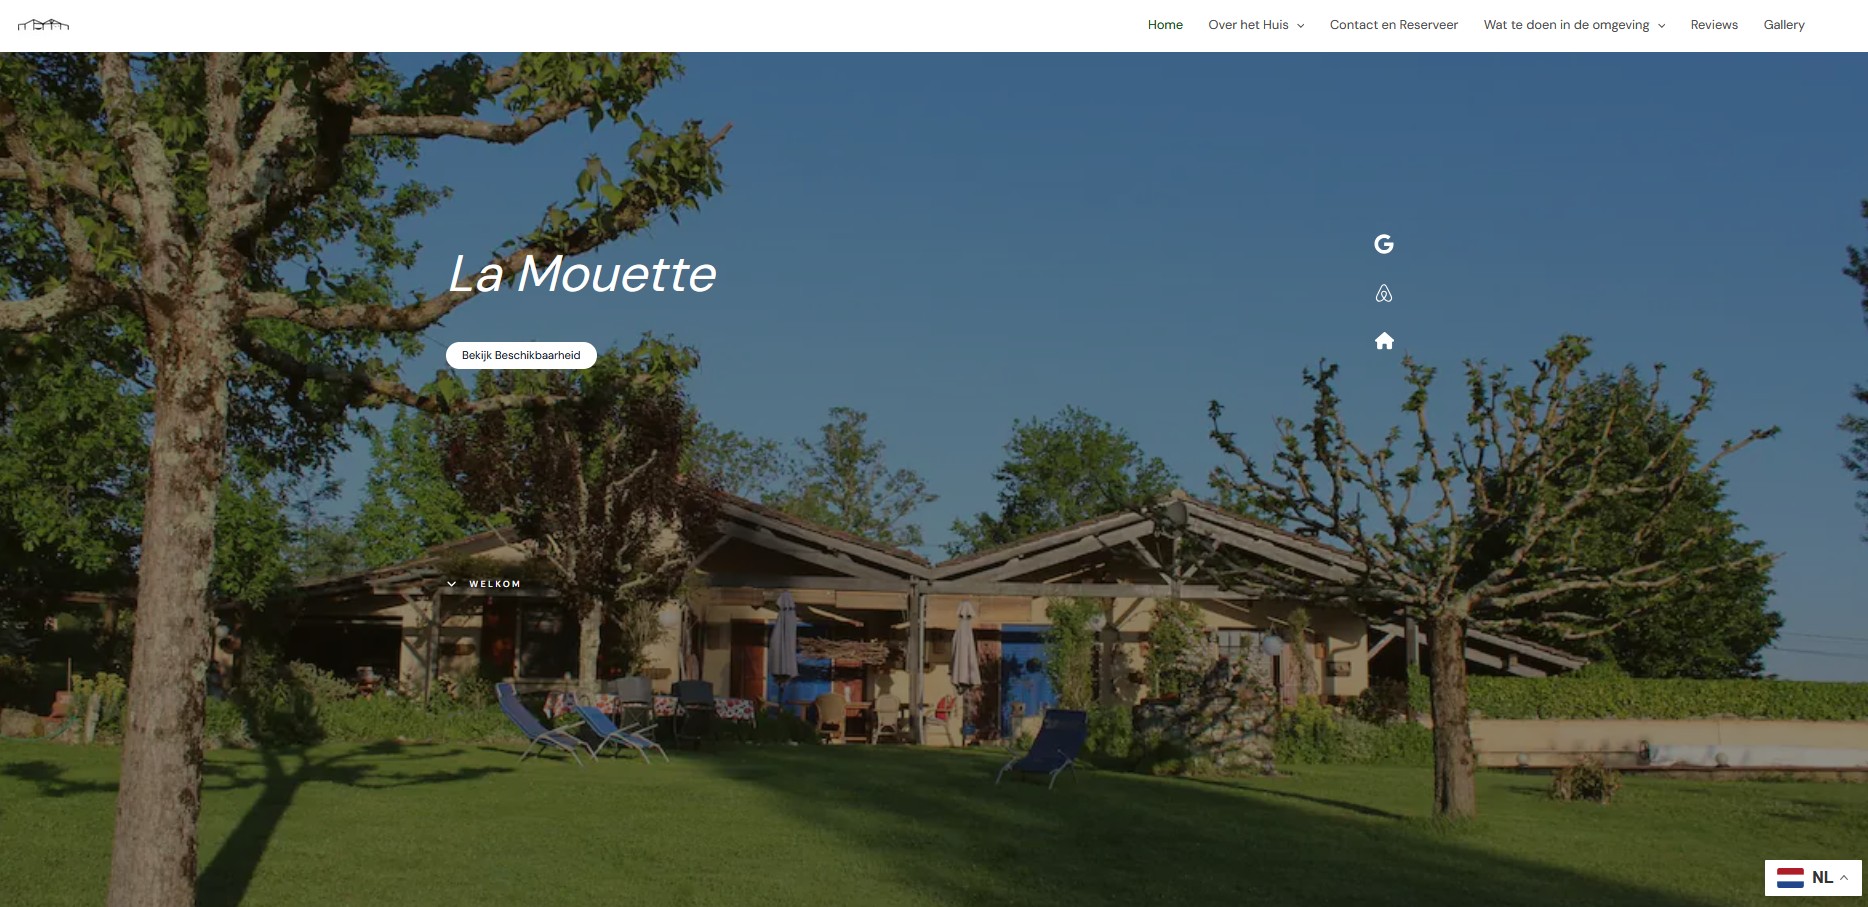 Home Over het Huis Contact en Reserveer Wat te doen in de omgeving Reviews Gallery
La Mouette
Bekijk Beschikbaarheid
WELKOM
NL